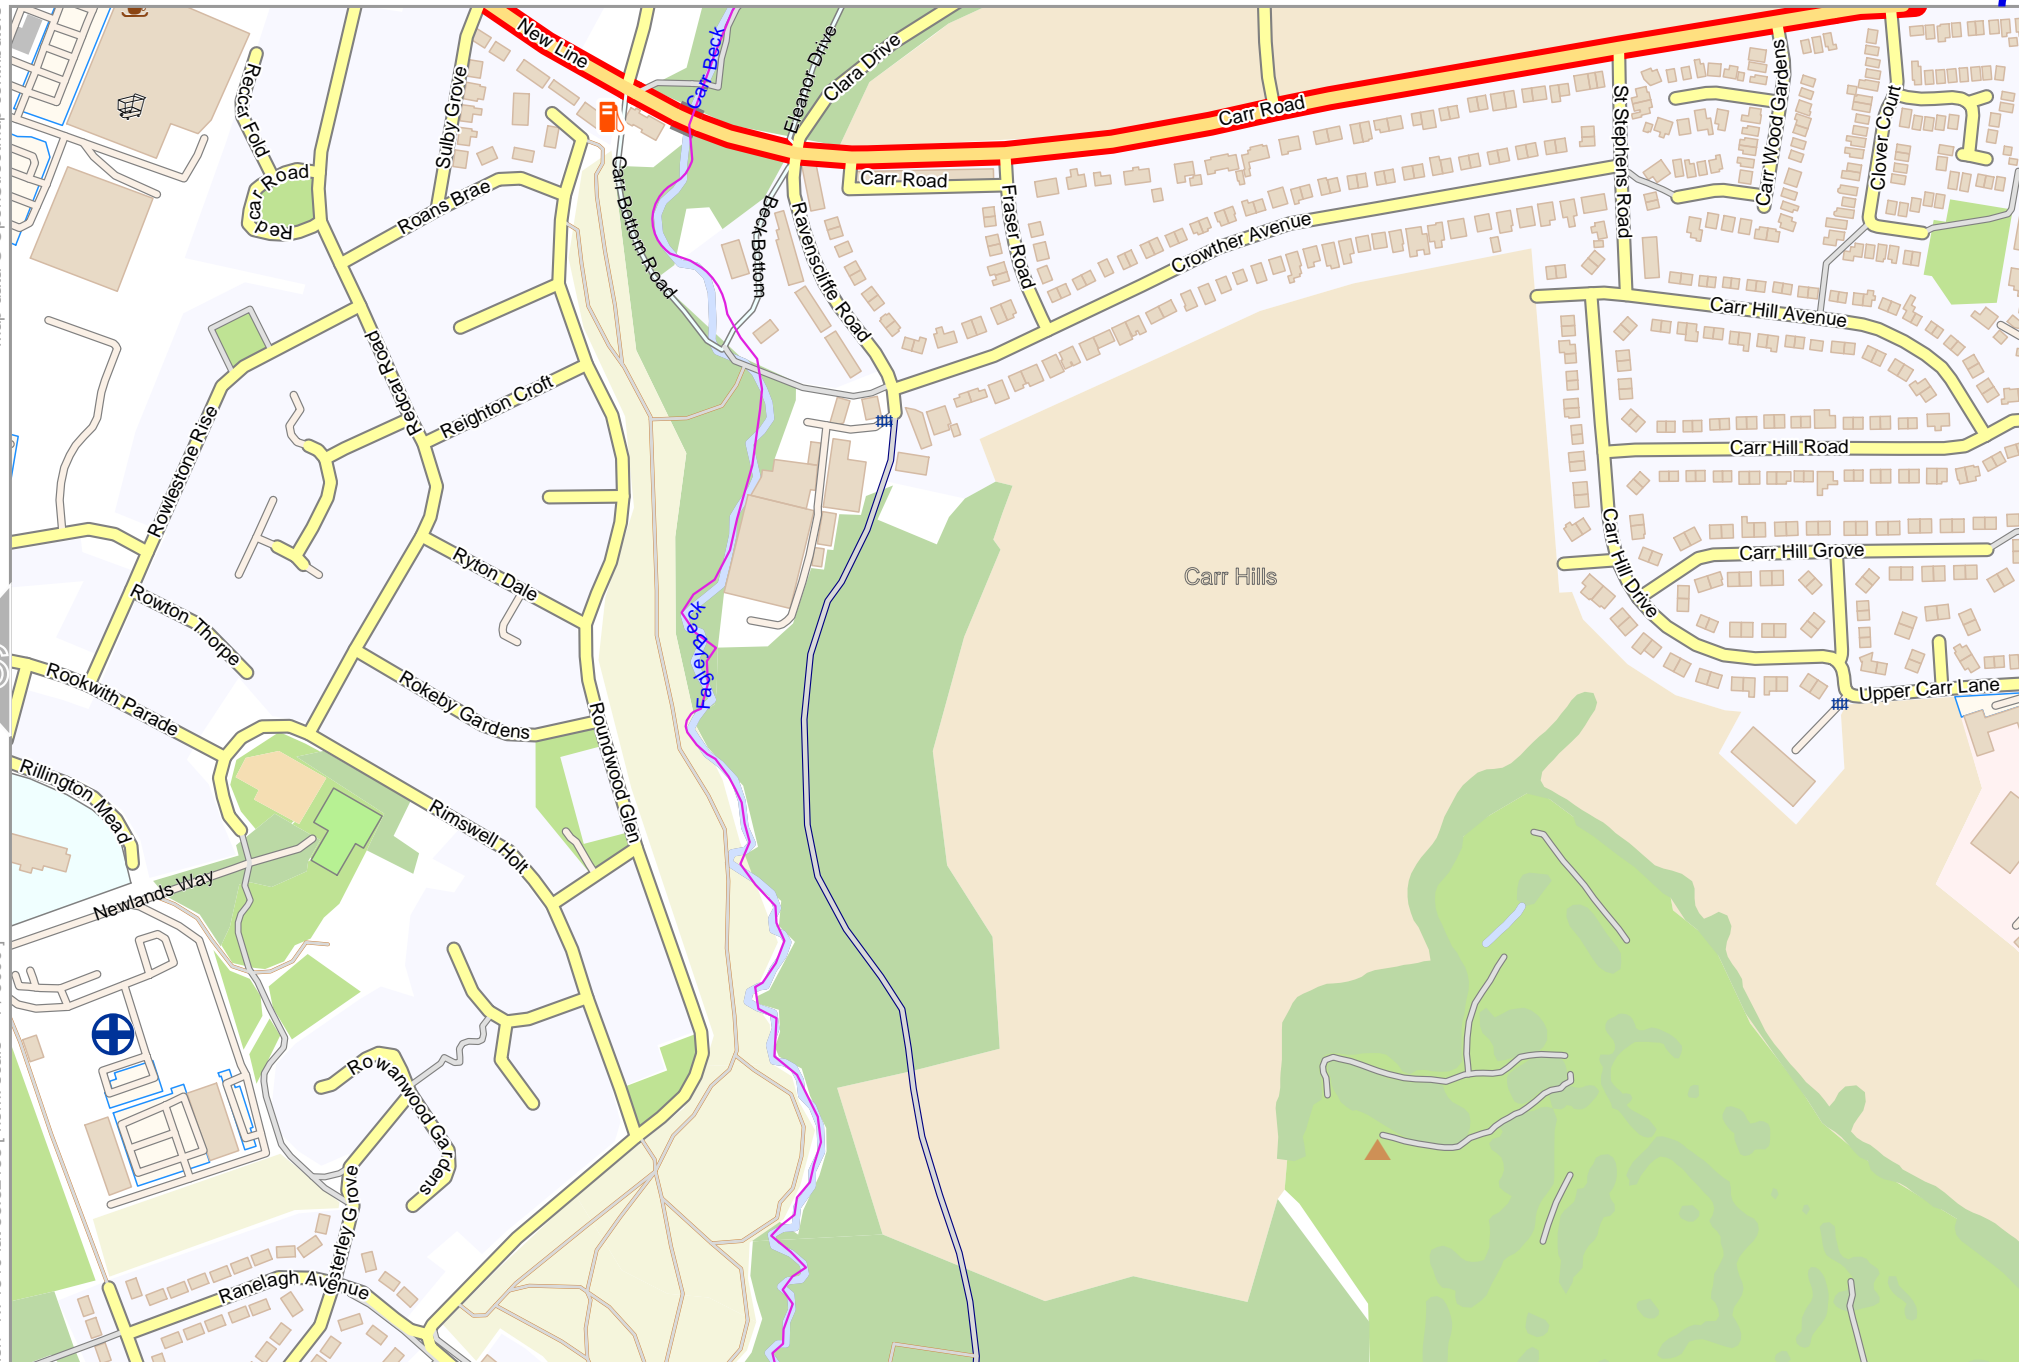 New Line
Carr Beck
Eleanor Drive
Clara Drive
Sulby Grove
Redcar Fold
Redcar Road
Carr Road
St Stephens Road
Carr Wood Gardens
Clover Court
Roans Brae
Carr Bottom Road
Beck Bottom
Ravenscliffe Road
Carr Road
Fraser Road
Crowther Avenue
Carr Hill Avenue
Redcar Road
Reighton Croft
Rowlestone Rise
Carr Hill Road
Carr Hill Drive
Carr Hill Grove
Ryton Dale
Carr Hills
Rowton Thorpe
Fagley Beck
Rookwith Parade
Rokeby Gardens
Roundwood Glen
Upper Carr Lane
Rillington Mead
Rimswell Holt
Newlands Way
Rowanwood Gardens
Ranelagh Avenue